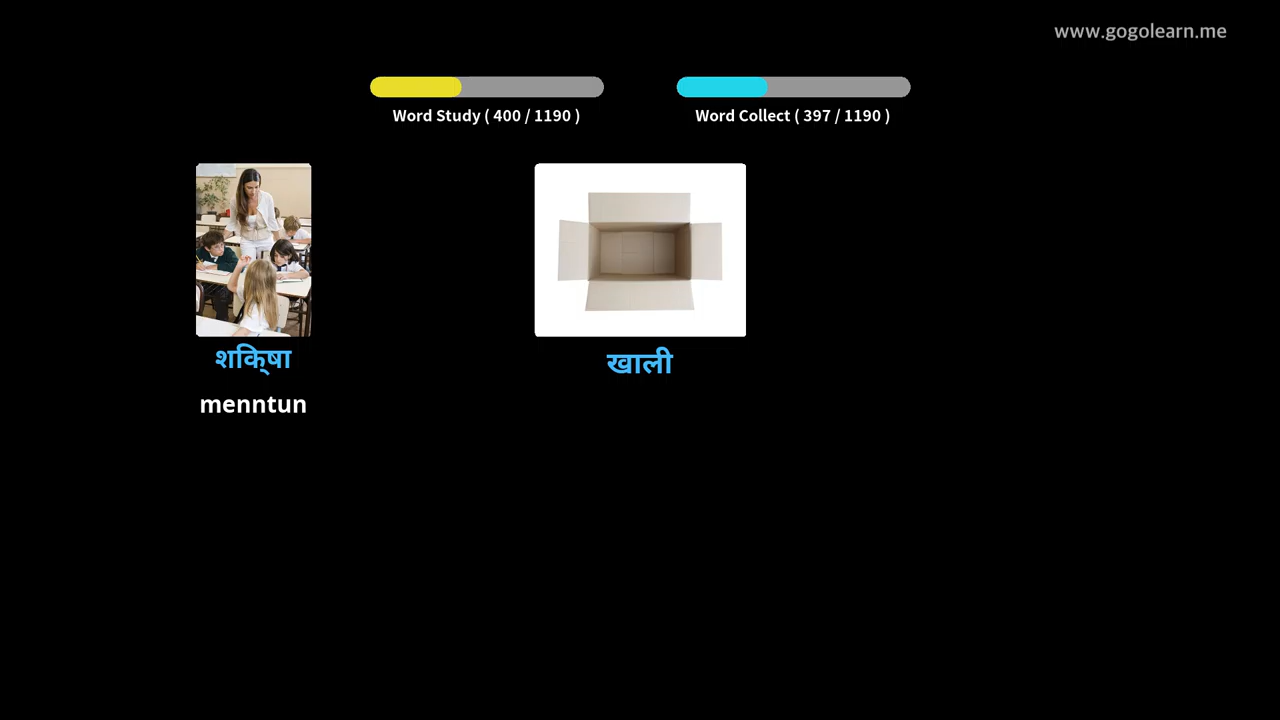 www.gogolearn.me
Word Study ( 400 / 1190 )
Word Collect ( 397 / 1190 )
शकि्षा
खाली
menntun